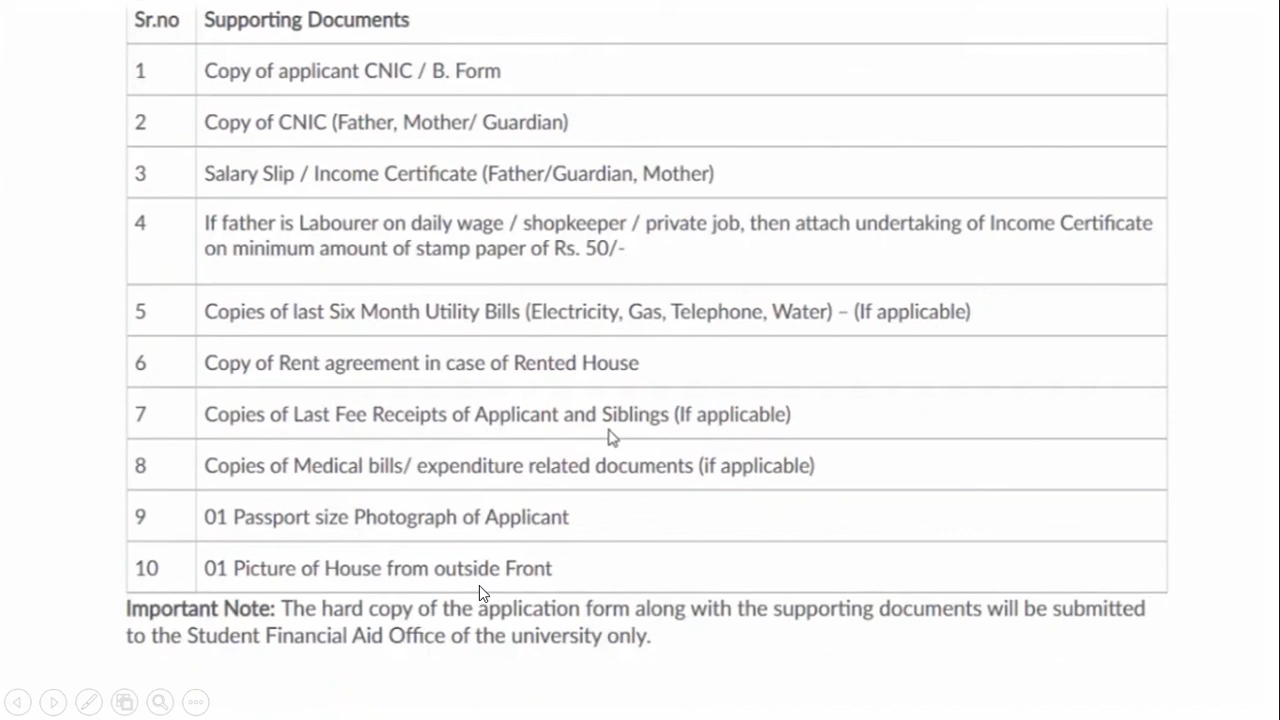 Sr.no Supporting Documents
1 Copy of applicant CNIC / B. Form
2 Copy of CNIC (Father, Mother/ Guardian)
3 Salary Slip / Income Certificate (Father/Guardian, Mother)
4 If father is Labourer on daily wage / shopkeeper / private job, then attach undertaking of Income Certificate
on minimum amount of stamp paper of Rs. 50/-
5 Copies of last Six Month Utility Bills (Electricity, Gas, Telephone, Water) – (If applicable)
6 Copy of Rent agreement in case of Rented House
7 Copies of Last Fee Receipts of Applicant and Siblings (If applicable)
8 Copies of Medical bills/ expenditure related documents (if applicable)
9 01 Passport size Photograph of Applicant
10 01 Picture of House from outside Front
Important Note: The hard copy of the application form along with the supporting documents will be submitted
to the Student Financial Aid Office of the university only.